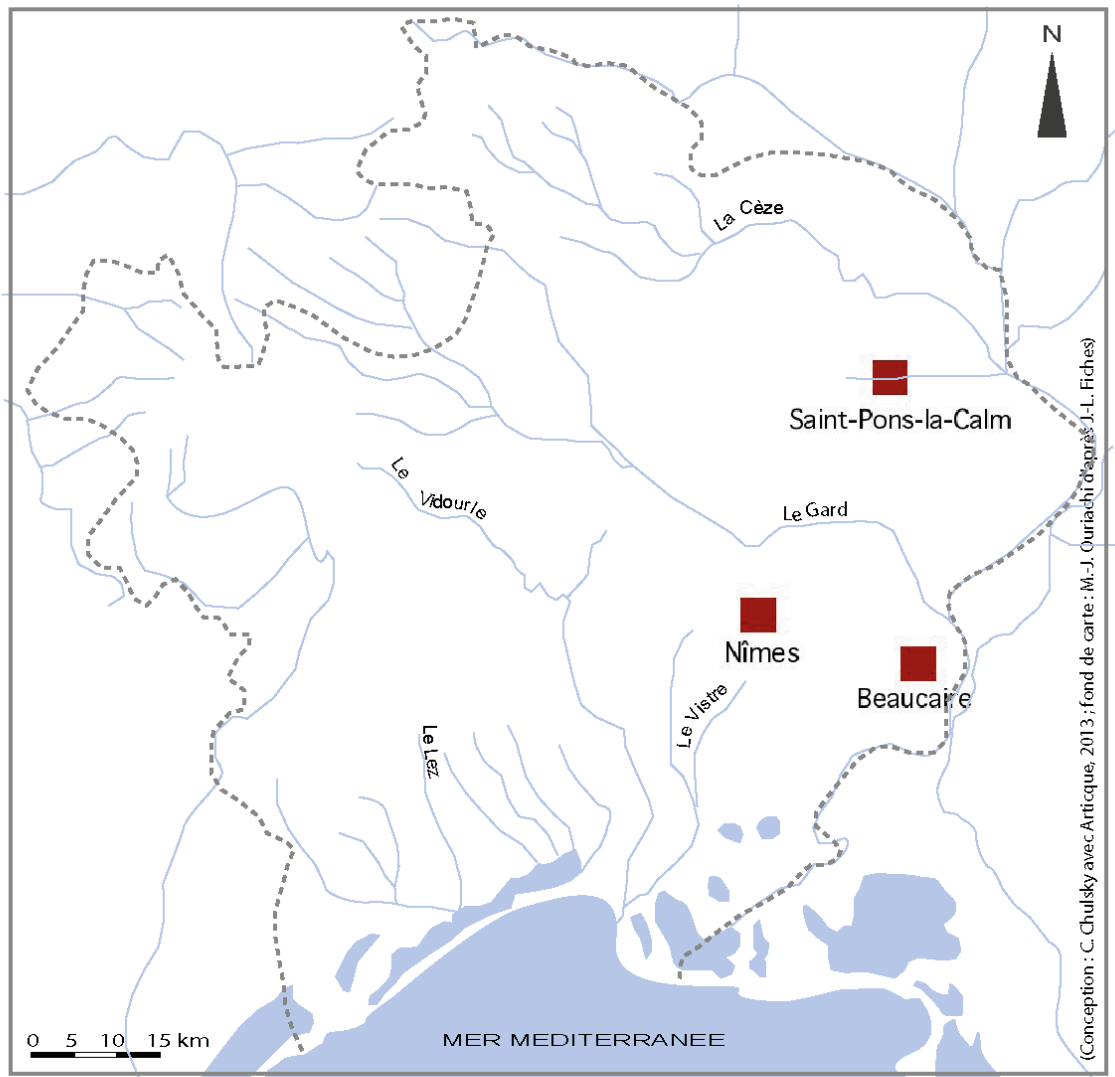 N
La Cèze
Saint-Pons-la-Calm
Le Vidourle
Le Gard
Nîmes
Beaucaire
Le Vistre
Le Lez
MER MEDITERRANEE
0 5 10 15 km
(Conception : C. Chulsky avec Articque, 2013 ; fond de carte : M.-J. Ouriachi d'après J.-L. Fiches)